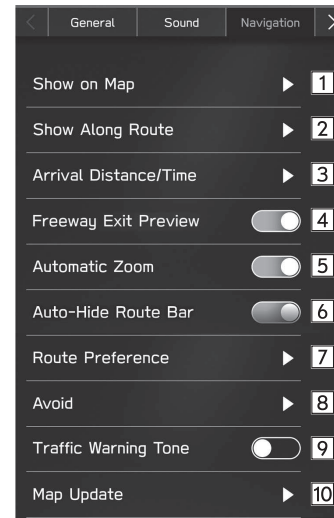 General Sound Navigation
Show on Map 1
Show Along Route 2
Arrival Distance/Time 3
Freeway Exit Preview 4
Automatic Zoom 5
Auto-Hide Route Bar 6
Route Preference 7
Avoid 8
Traffic Warning Tone 9
Map Update 10